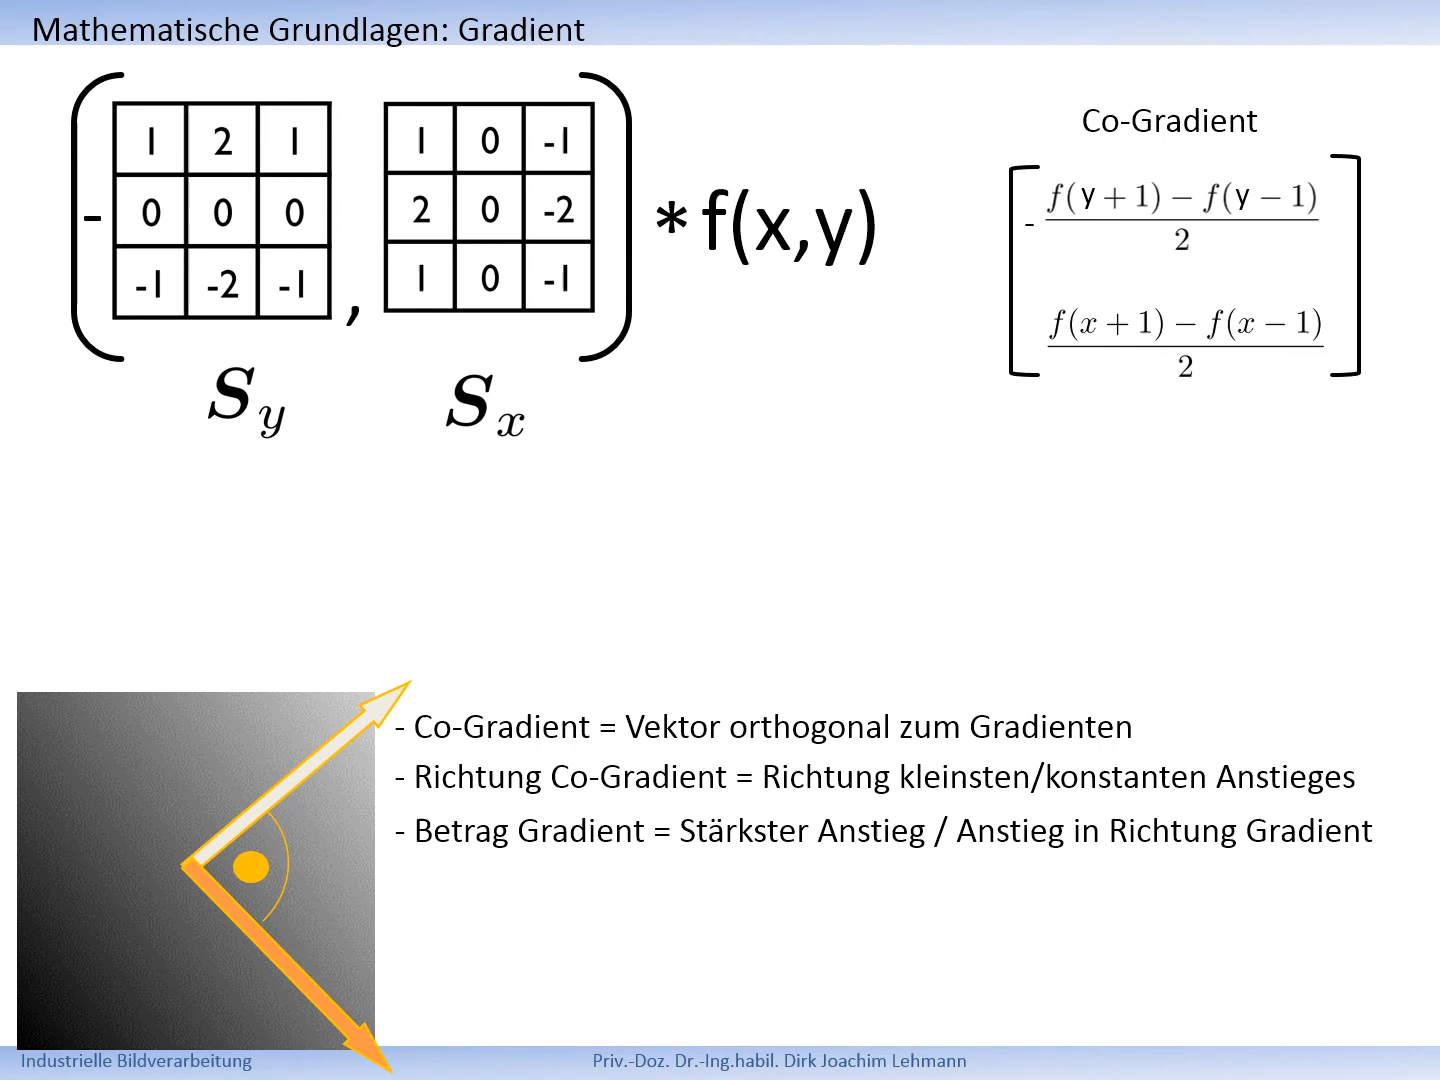 Mathematische Grundlagen: Gradient
1 2 1
- 0 0 0
-1 -2 -1
,
1 0 -1
2 0 -2
1 0 -1
* f(x,y)
S_y
S_x
Co-Gradient
- f(y + 1) − f(y − 1)
2
f(x + 1) − f(x − 1)
2
- Co-Gradient = Vektor orthogonal zum Gradienten
- Richtung Co-Gradient = Richtung kleinsten/konstanten Anstieges
- Betrag Gradient = Stärkster Anstieg / Anstieg in Richtung Gradient
Industrielle Bildverarbeitung
Priv.-Doz. Dr.-Ing.habil. Dirk Joachim Lehmann